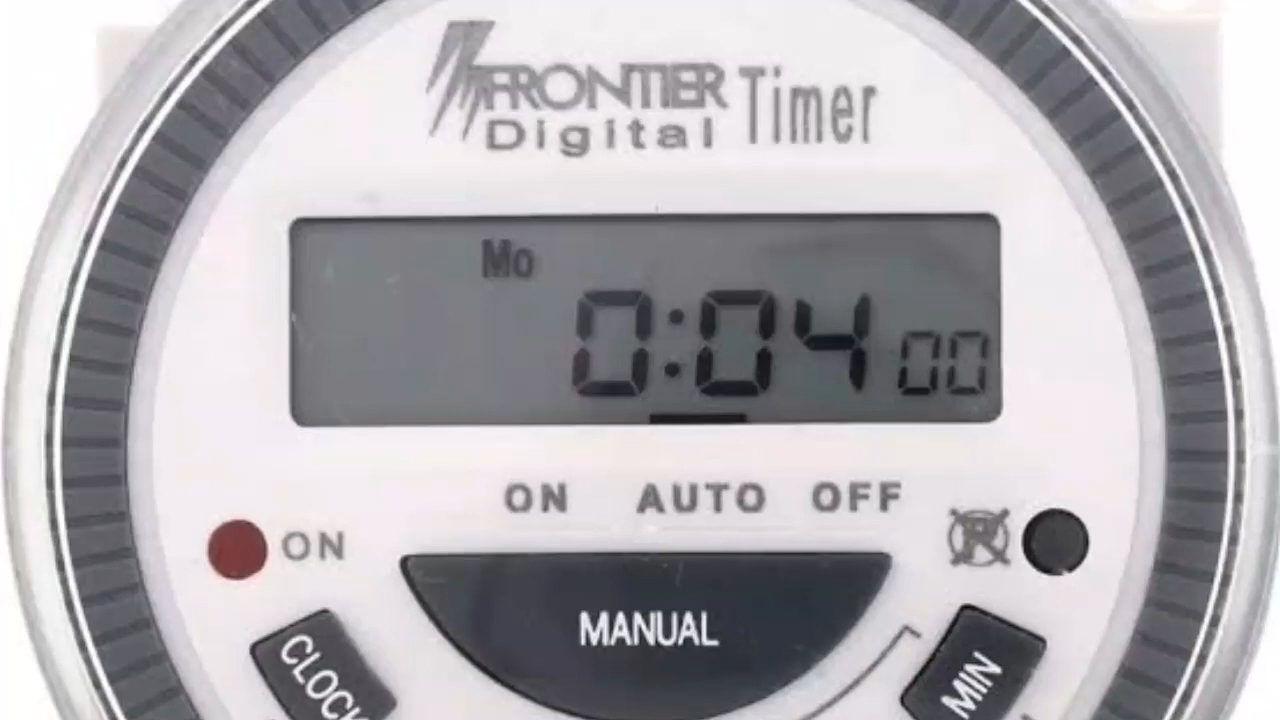 FRONTIER
Digital Timer
Mo
0:04 00
ON AUTO OFF
ON
R
MANUAL
CLOCK
MIN